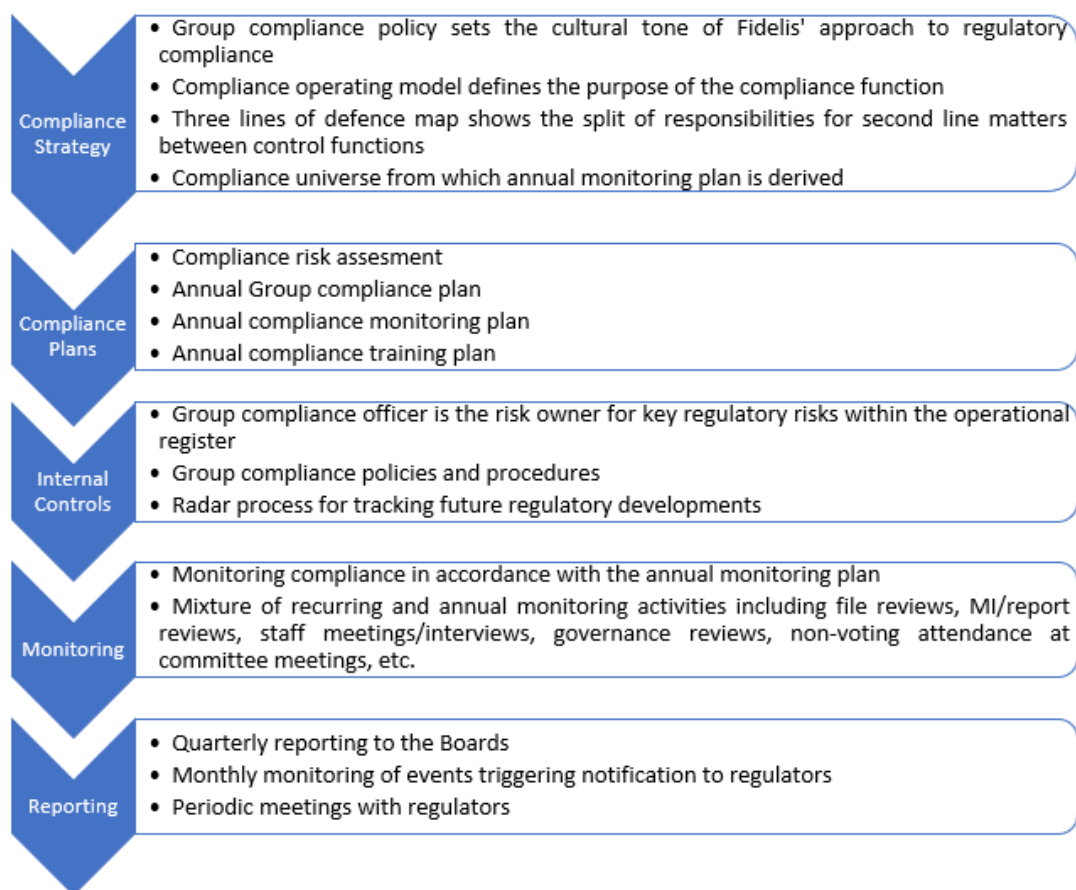 Compliance
Strategy
• Group compliance policy sets the cultural tone of Fidelis' approach to regulatory
compliance
• Compliance operating model defines the purpose of the compliance function
• Three lines of defence map shows the split of responsibilities for second line matters
between control functions
• Compliance universe from which annual monitoring plan is derived
Compliance
Plans
• Compliance risk assesment
• Annual Group compliance plan
• Annual compliance monitoring plan
• Annual compliance training plan
Internal
Controls
• Group compliance officer is the risk owner for key regulatory risks within the operational
register
• Group compliance policies and procedures
• Radar process for tracking future regulatory developments
Monitoring
• Monitoring compliance in accordance with the annual monitoring plan
• Mixture of recurring and annual monitoring activities including file reviews, MI/report
reviews, staff meetings/interviews, governance reviews, non-voting attendance at
committee meetings, etc.
Reporting
• Quarterly reporting to the Boards
• Monthly monitoring of events triggering notification to regulators
• Periodic meetings with regulators